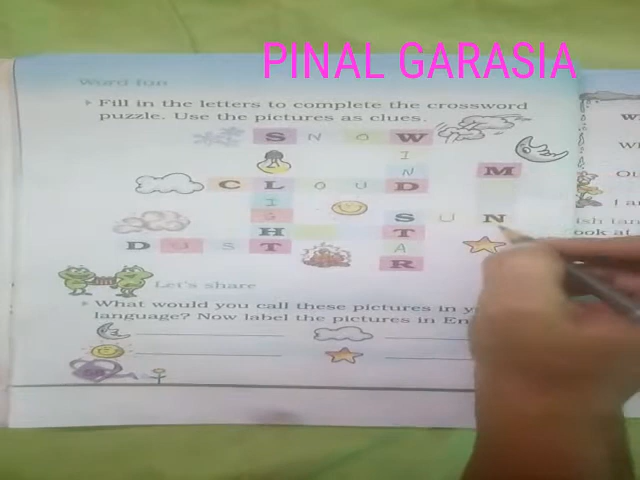 PINAL GARASIA
Word fun
Fill in the letters to complete the crossword
puzzle. Use the pictures as clues.
S N O W
I
M
N
C L O U D
I
G
S U N
H
T
D U S T
A
R
Let's share
What would you call these pictures in y
language? Now label the pictures in En